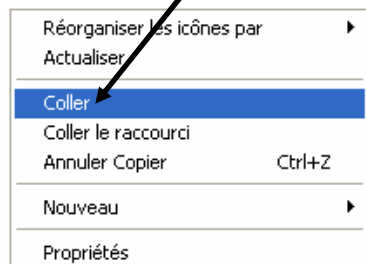 Réorganiser les icônes par
Actualiser
Coller
Coller le raccourci
Annuler Copier Ctrl+Z
Nouveau
Propriétés